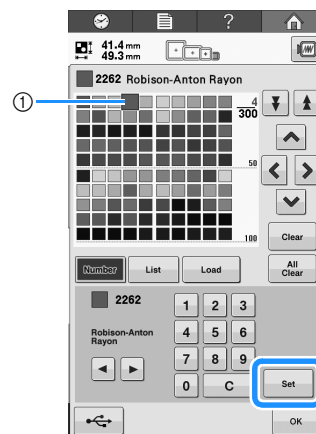 ?
41.4 mm
49.3 mm
2262 Robison-Anton Rayon
①
4
300
50
100
Clear
Number
List
Load
All
Clear
2262
Robison-Anton
Rayon
1 2 3
4 5 6
7 8 9
0 C
Set
OK